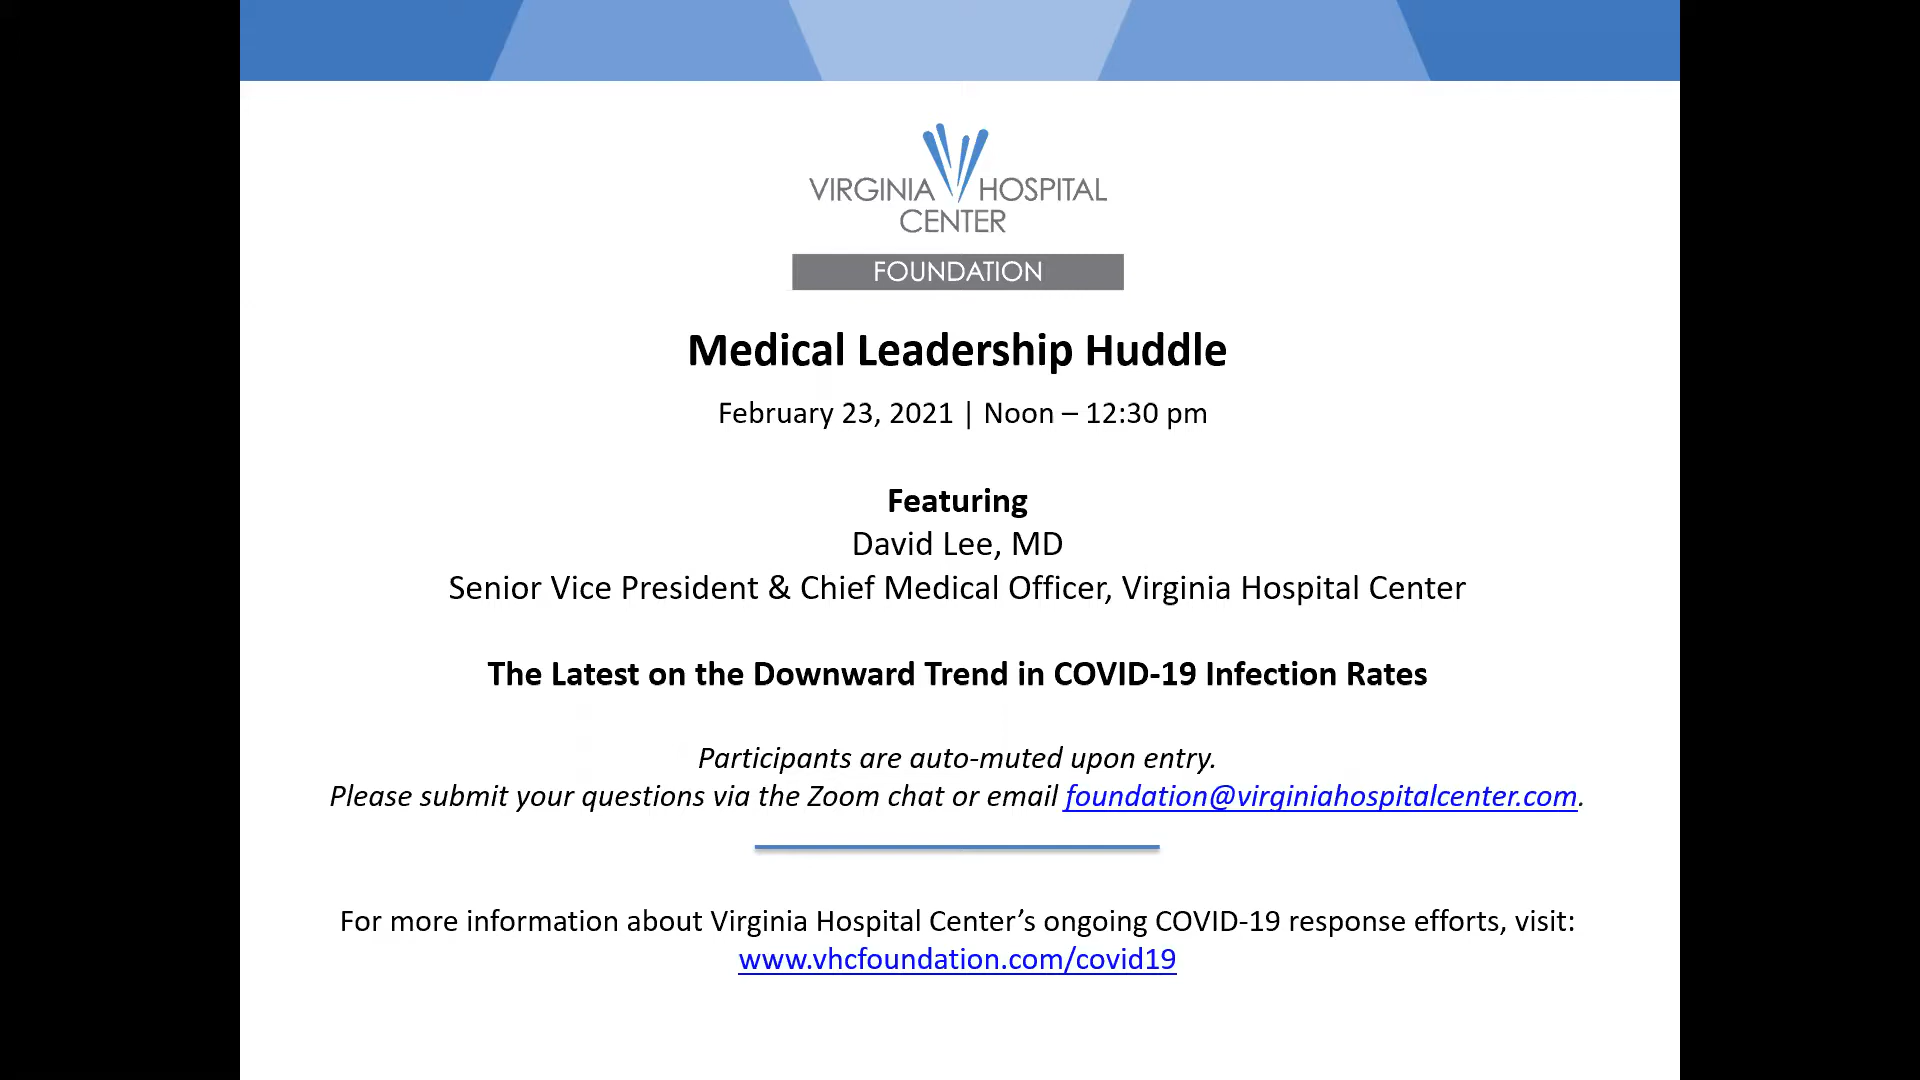 VIRGINIA HOSPITAL
CENTER
FOUNDATION
Medical Leadership Huddle
February 23, 2021 | Noon – 12:30 pm
Featuring
David Lee, MD
Senior Vice President & Chief Medical Officer, Virginia Hospital Center
The Latest on the Downward Trend in COVID-19 Infection Rates
Participants are auto-muted upon entry.
Please submit your questions via the Zoom chat or email foundation@virginiahospitalcenter.com.
For more information about Virginia Hospital Center’s ongoing COVID-19 response efforts, visit:
www.vhcfoundation.com/covid19